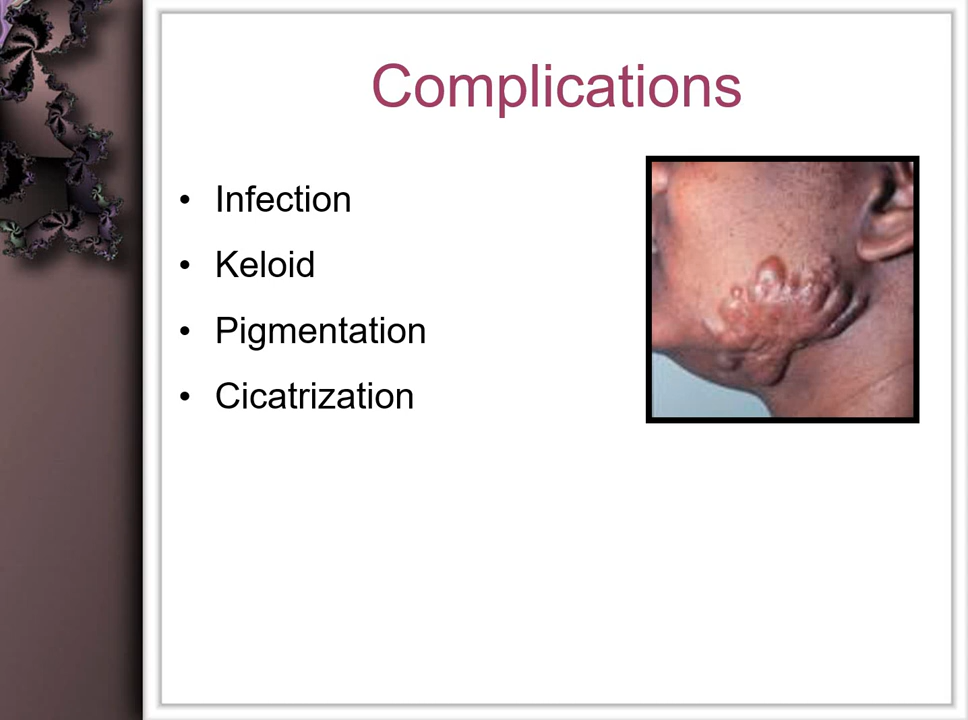 Complications
• Infection
• Keloid
• Pigmentation
• Cicatrization